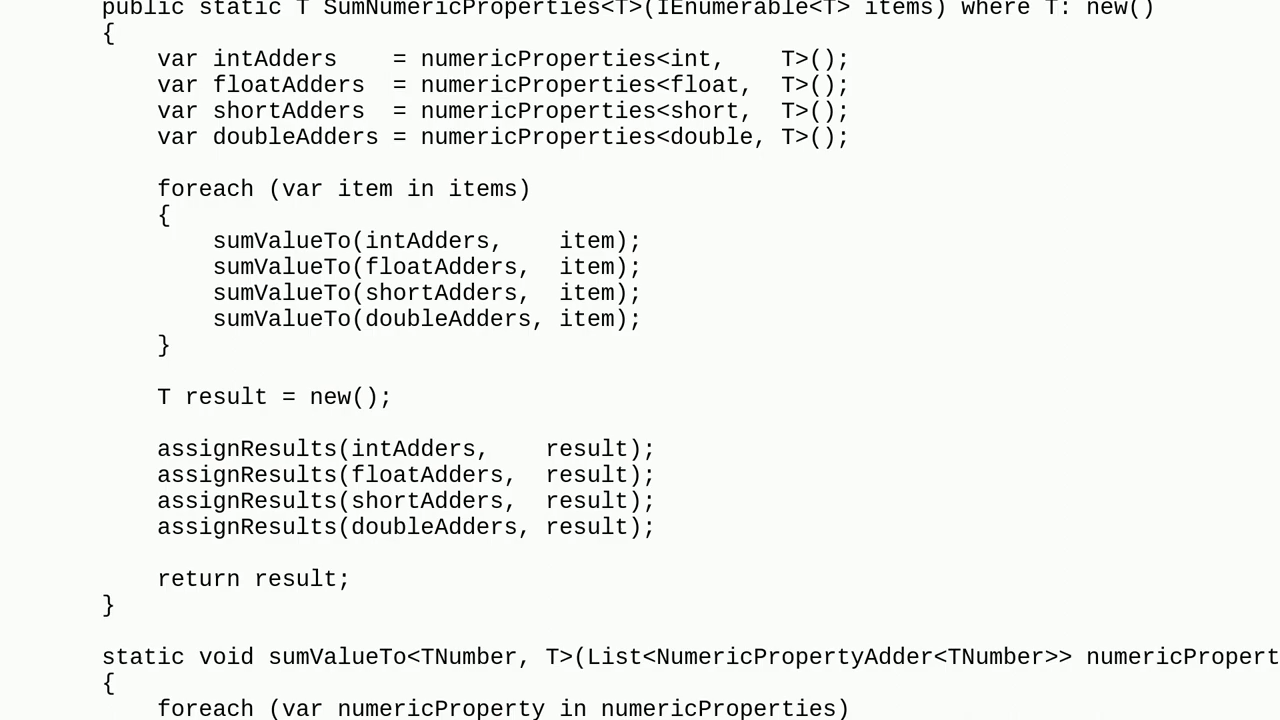 public static T SumNumericProperties<T>(IEnumerable<T> items) where T: new()
{
    var intAdders    = numericProperties<int,    T>();
    var floatAdders  = numericProperties<float,  T>();
    var shortAdders  = numericProperties<short,  T>();
    var doubleAdders = numericProperties<double, T>();

    foreach (var item in items)
    {
        sumValueTo(intAdders,    item);
        sumValueTo(floatAdders,  item);
        sumValueTo(shortAdders,  item);
        sumValueTo(doubleAdders, item);
    }

    T result = new();

    assignResults(intAdders,    result);
    assignResults(floatAdders,  result);
    assignResults(shortAdders,  result);
    assignResults(doubleAdders, result);

    return result;
}

static void sumValueTo<TNumber, T>(List<NumericPropertyAdder<TNumber>> numericPropert
{
    foreach (var numericProperty in numericProperties)